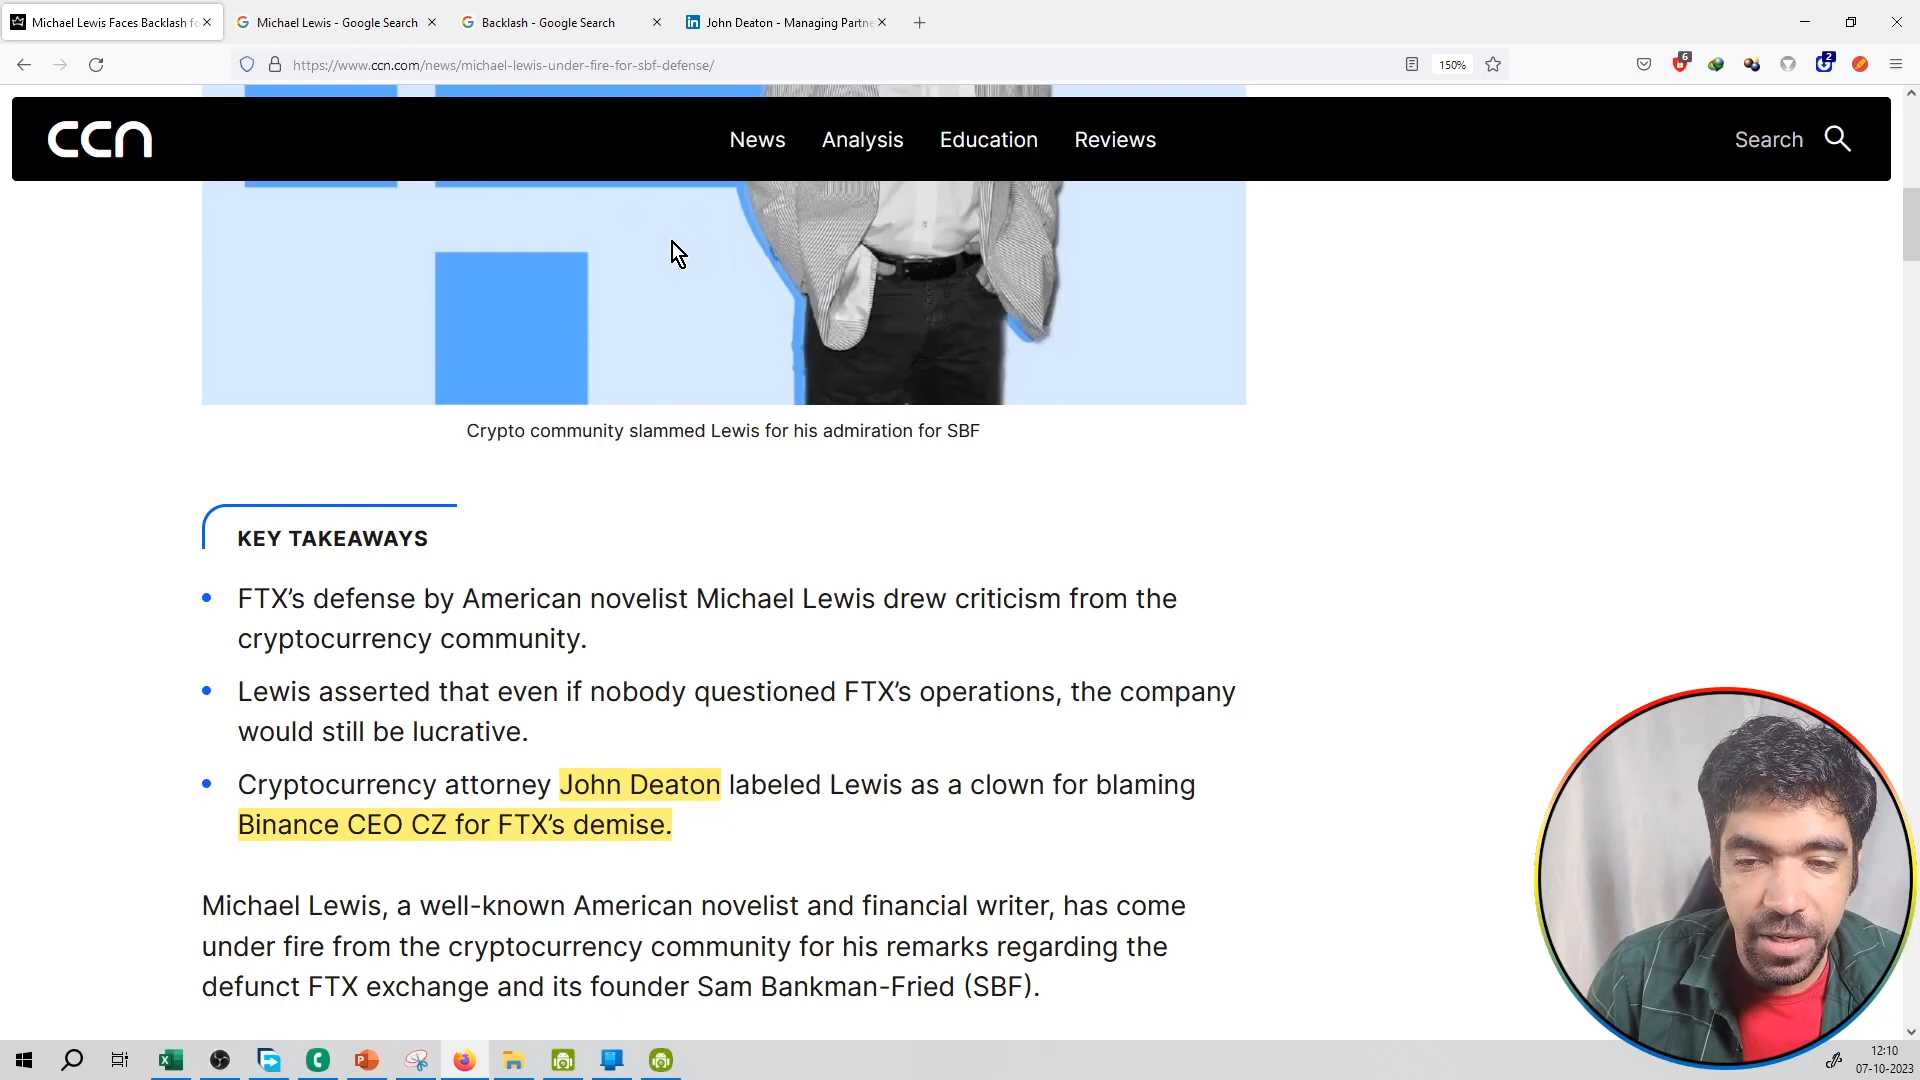 Michael Lewis Faces Backlash fo
Michael Lewis - Google Search
Backlash - Google Search
John Deaton - Managing Partne
https://www.ccn.com/news/michael-lewis-under-fire-for-sbf-defense/
150%
6
2
ccn
News
Analysis
Education
Reviews
Search
Crypto community slammed Lewis for his admiration for SBF
KEY TAKEAWAYS
• FTX’s defense by American novelist Michael Lewis drew criticism from the
cryptocurrency community.
• Lewis asserted that even if nobody questioned FTX’s operations, the company
would still be lucrative.
• Cryptocurrency attorney John Deaton labeled Lewis as a clown for blaming
Binance CEO CZ for FTX’s demise.
Michael Lewis, a well-known American novelist and financial writer, has come
under fire from the cryptocurrency community for his remarks regarding the
defunct FTX exchange and its founder Sam Bankman-Fried (SBF).
12:10
07-10-2023